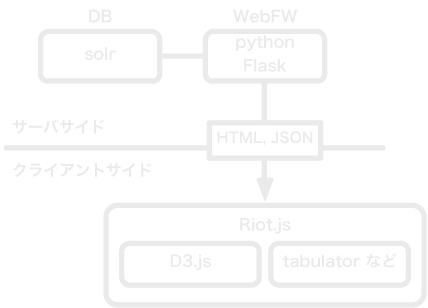 DB
WebFW
solr
python
Flask
サーバサイド
HTML, JSON
クライアントサイド
Riot.js
D3.js
tabulator など